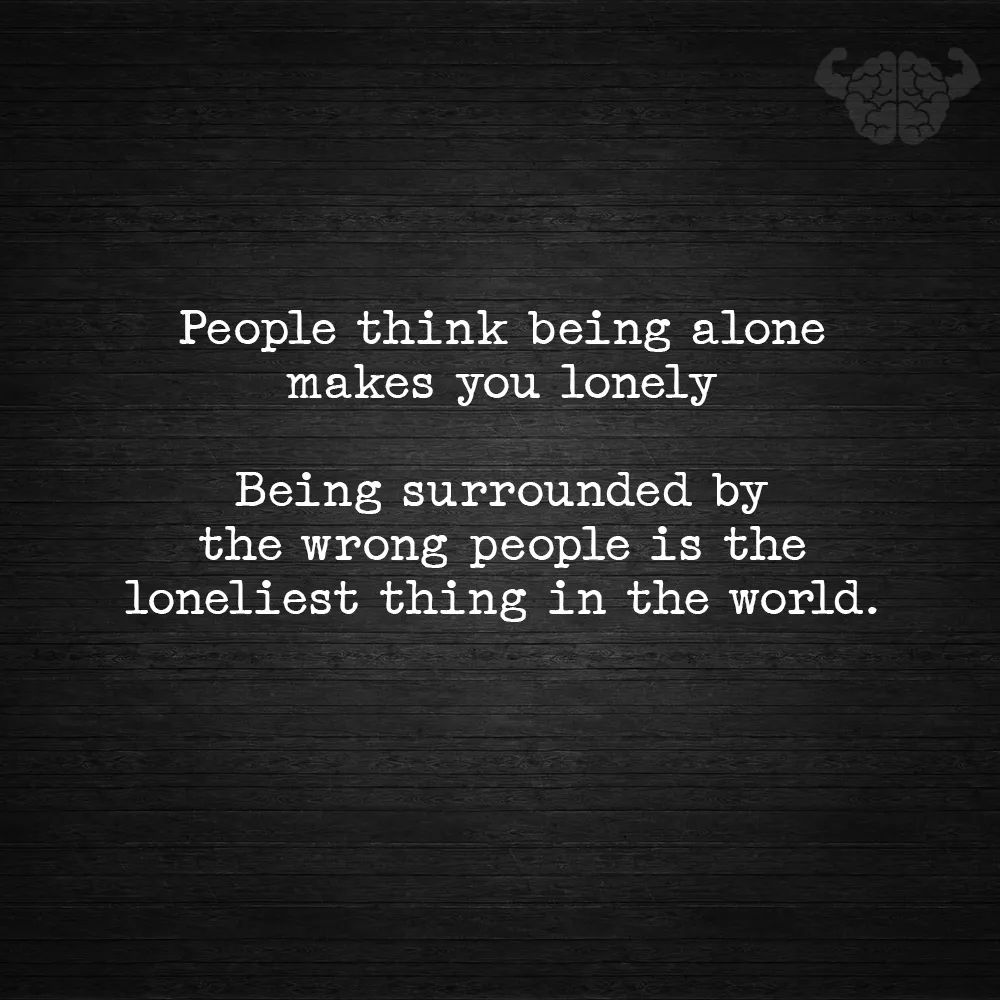 People think being alone
makes you lonely
Being surrounded by
the wrong people is the
loneliest thing in the world.